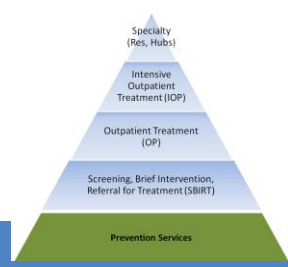 Specialty
(Res, Hubs)
Intensive
Outpatient
Treatment (IOP)
Outpatient Treatment
(OP)
Screening, Brief Intervention,
Referral for Treatment (SBIRT)
Prevention Services